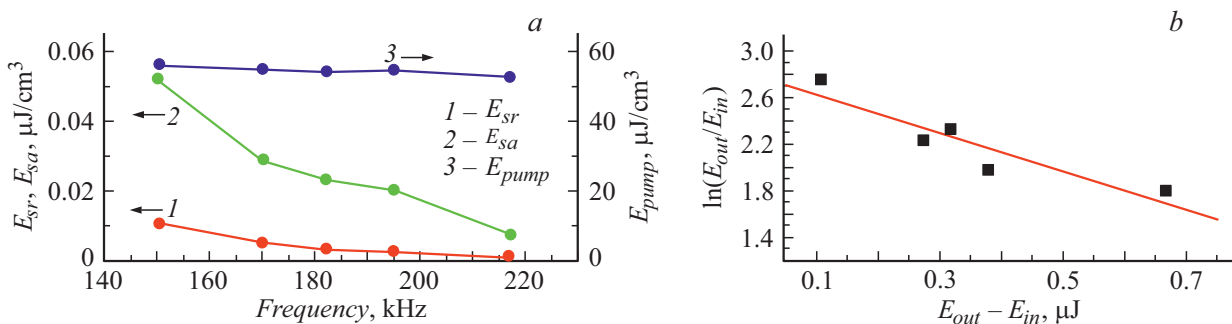 a
b
0.06
0.04
0.02
0
E_sr, E_sa, μJ/cm³
60
40
20
0
E_pump, μJ/cm³
3
2
1
1 – E_sr
2 – E_sa
3 – E_pump
140 160 180 200 220
Frequency, kHz
3.0
2.6
2.2
1.8
1.4
ln(E_out/E_in)
0.1 0.3 0.5 0.7
E_out – E_in, μJ